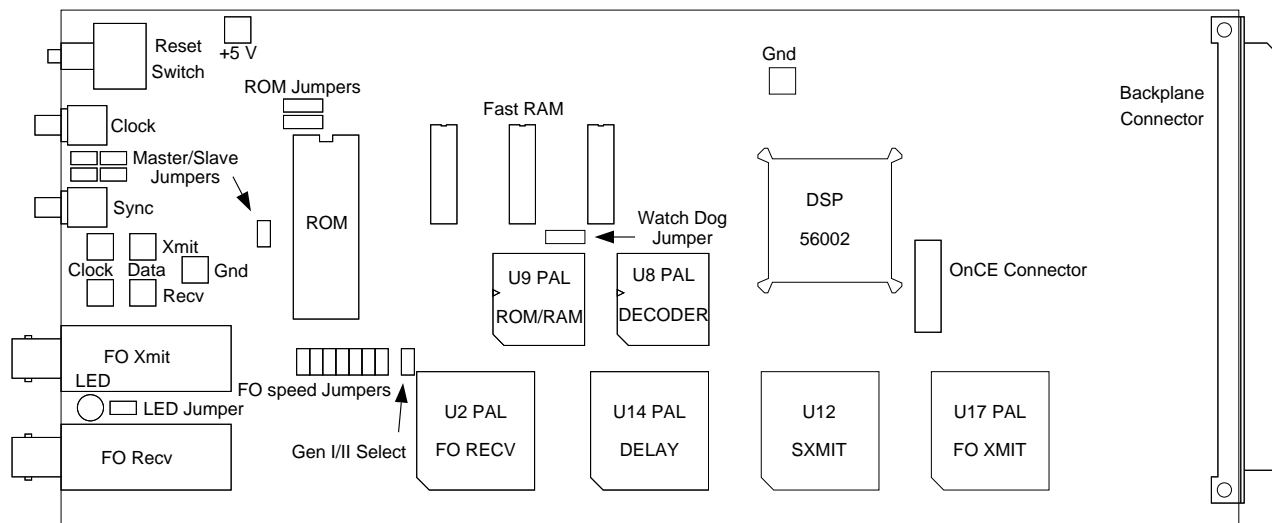 Reset
Switch
+5 V
ROM Jumpers
Fast RAM
Gnd
Backplane
Connector
Clock
Master/Slave
Jumpers
Sync
ROM
DSP
56002
Watch Dog
Jumper
Xmit
Clock Data
Gnd
Recv
OnCE Connector
U9 PAL
ROM/RAM
U8 PAL
DECODER
FO Xmit
LED
LED Jumper
FO Recv
FO speed Jumpers
Gen I/II Select
U2 PAL
FO RECV
U14 PAL
DELAY
U12
SXMIT
U17 PAL
FO XMIT